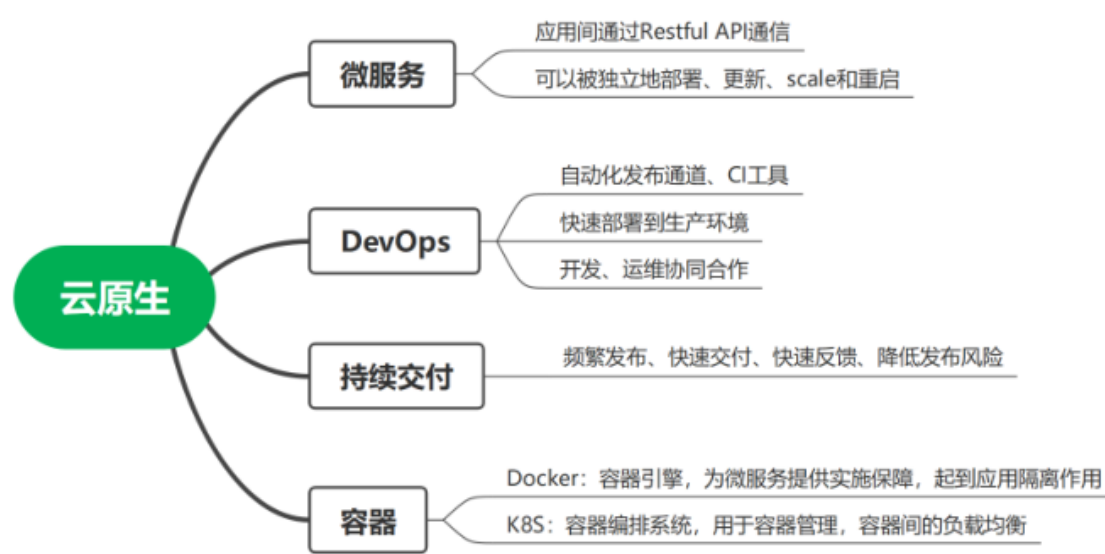 云原生
微服务
应用间通过Restful API通信
可以被独立地部署、更新、scale和重启
DevOps
自动化发布通道、CI工具
快速部署到生产环境
开发、运维协同合作
持续交付
频繁发布、快速交付、快速反馈、降低发布风险
容器
Docker：容器引擎，为微服务提供实施保障，起到应用隔离作用
K8S：容器编排系统，用于容器管理，容器间的负载均衡